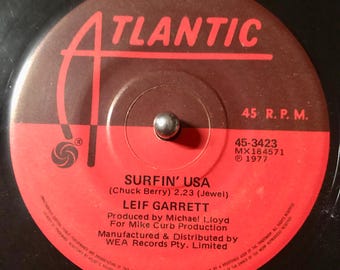 ATLANTIC
45 R.P.M.
45-3423
MX184571
℗ 1977
SURFIN' USA
(Chuck Berry) 2.23 (Jewel)
LEIF GARRETT
Produced by Michael Lloyd
For Mike Curb Production
Manufactured & Distributed by
WEA Records Pty. Limited